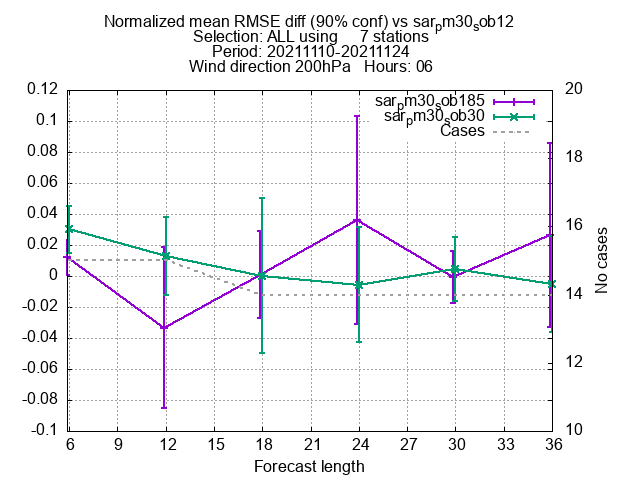 Normalized mean RMSE diff (90% conf) vs sarpm30sob12
Selection: ALL using 7 stations
Period: 20211110-20211124
Wind direction 200hPa Hours: 06
sarpm30sob185
sarpm30sob30
Cases
0.12
0.1
0.08
0.06
0.04
0.02
0
-0.02
-0.04
-0.06
-0.08
-0.1
20
18
16
14
12
10
No cases
6 9 12 15 18 21 24 27 30 33 36
Forecast length